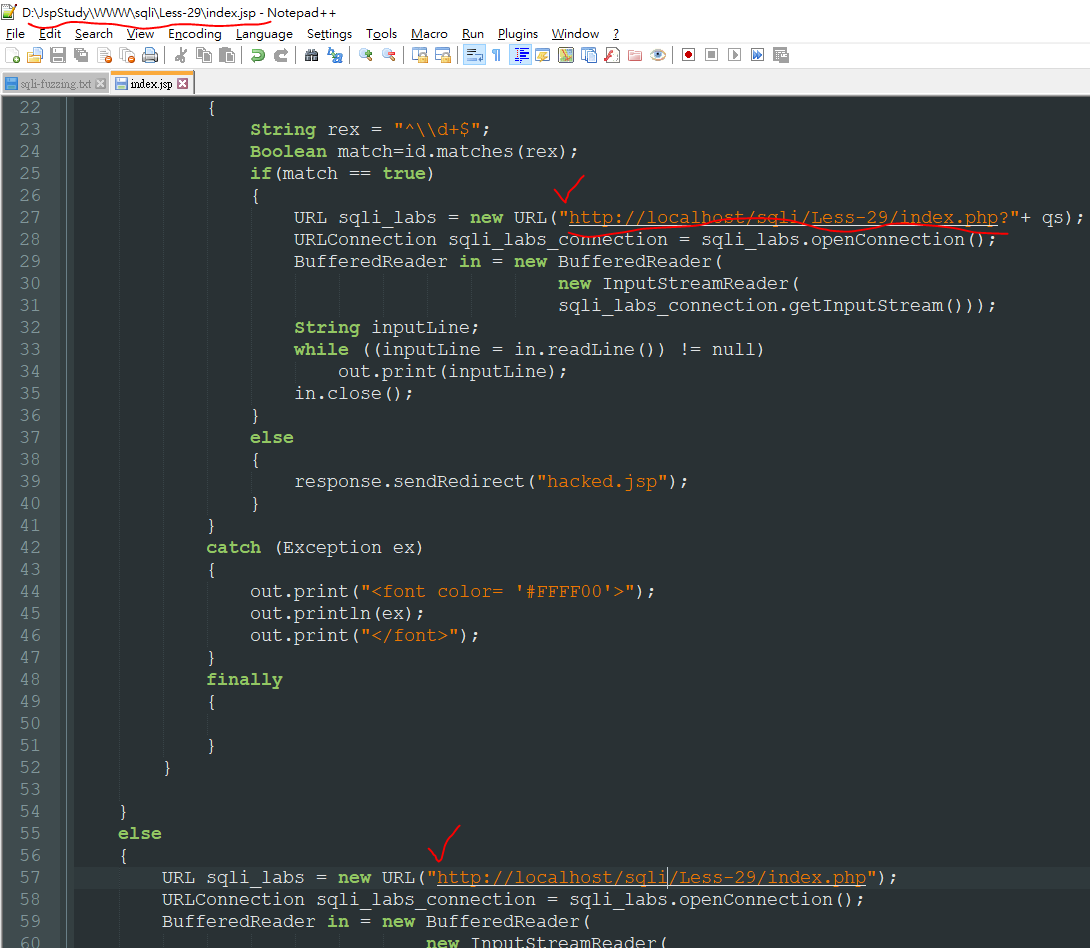 D:\JspStudy\WWW\sqli\Less-29\index.jsp - Notepad++
File Edit Search View Encoding Language Settings Tools Macro Run Plugins Window ?
sqli-fuzzing.txt index.jsp
22 {
23 String rex = "^\\d+$";
24 Boolean match=id.matches(rex);
25 if(match == true)
26 {
27 URL sqli_labs = new URL("http://localhost/sqli/Less-29/index.php?"+ qs);
28 URLConnection sqli_labs_connection = sqli_labs.openConnection();
29 BufferedReader in = new BufferedReader(
30 new InputStreamReader(
31 sqli_labs_connection.getInputStream()));
32 String inputLine;
33 while ((inputLine = in.readLine()) != null)
34 out.print(inputLine);
35 in.close();
36 }
37 else
38 {
39 response.sendRedirect("hacked.jsp");
40 }
41 }
42 catch (Exception ex)
43 {
44 out.print("<font color= '#FFFF00'>");
45 out.println(ex);
46 out.print("</font>");
47 }
48 finally
49 {
50
51 }
52 }
53
54 }
55 else
56 {
57 URL sqli_labs = new URL("http://localhost/sqli/Less-29/index.php");
58 URLConnection sqli_labs_connection = sqli_labs.openConnection();
59 BufferedReader in = new BufferedReader(
60 new InputStreamReader(